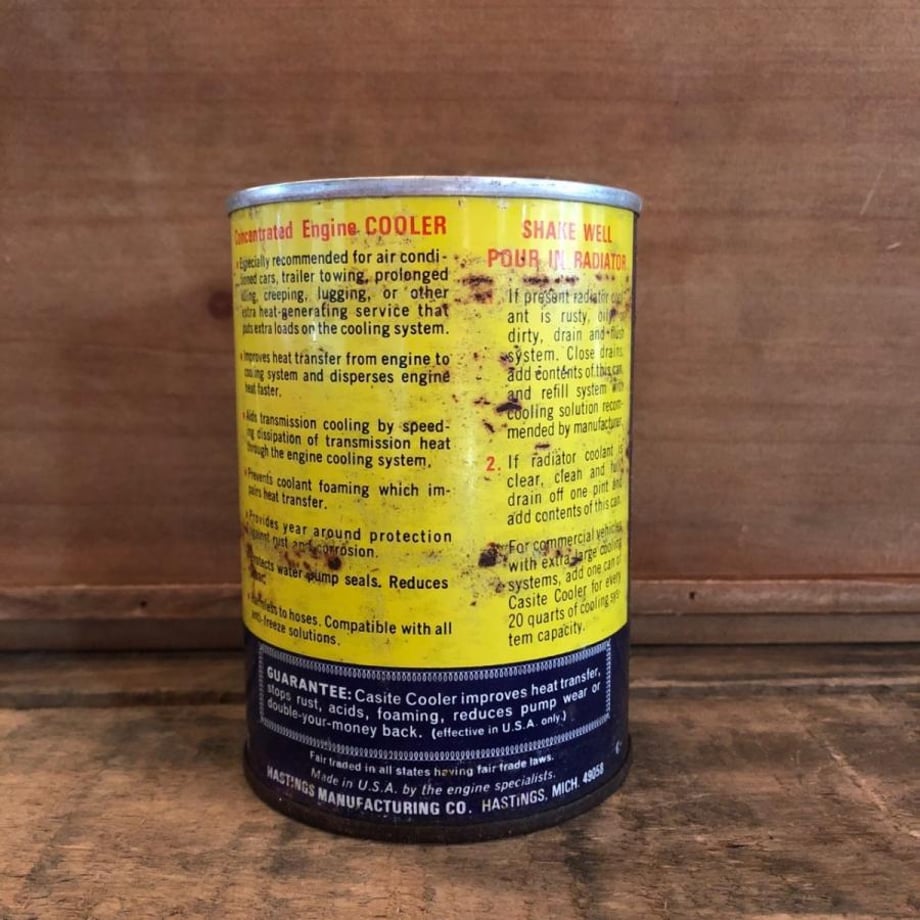 Concentrated Engine COOLER
Especially recommended for air condi-
tioned cars, trailer towing, prolonged
idling, creeping, lugging, or other
extra heat-generating service that
puts extra loads on the cooling system.
Improves heat transfer from engine to
cooling system and disperses engine
heat faster.
Aids transmission cooling by speed-
ing dissipation of transmission heat
through the engine cooling system.
Prevents coolant foaming which im-
pairs heat transfer.
Provides year around protection
against rust and corrosion.
Protects water pump seals. Reduces
Harmless to hoses. Compatible with all
anti-freeze solutions.
SHAKE WELL
POUR IN RADIATOR
If present radiator cool-
ant is rusty, oily,
dirty, drain and flush
system. Close drains,
add contents of this can,
and refill system with
cooling solution recom-
mended by manufacturer.
2. If radiator coolant is
clear, clean and full,
drain off one pint and
add contents of this can.
For commercial vehicles
with extra large cooling
systems, add one can of
Casite Cooler for every
20 quarts of cooling sys-
tem capacity.
GUARANTEE: Casite Cooler improves heat transfer,
stops rust, acids, foaming, reduces pump wear or
double-your-money back. (effective in U.S.A. only.)
Fair traded in all states having fair trade laws.
Made in U.S.A. by the engine specialists.
HASTINGS MANUFACTURING CO. HASTINGS, MICH. 49058